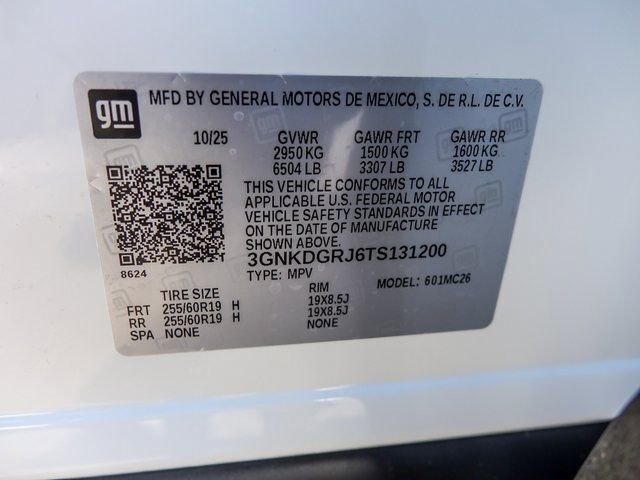 gm
MFD BY GENERAL MOTORS DE MEXICO, S. DE R.L. DE C.V.
10/25 GVWR GAWR FRT GAWR RR
2950 KG 1500 KG 1600 KG
6504 LB 3307 LB 3527 LB
THIS VEHICLE CONFORMS TO ALL
APPLICABLE U.S. FEDERAL MOTOR
VEHICLE SAFETY STANDARDS IN EFFECT
ON THE DATE OF MANUFACTURE
SHOWN ABOVE.
8624
3GNKDGRJ6TS131200
TYPE: MPV MODEL: 601MC26
TIRE SIZE RIM
FRT 255/60R19 H 19X8.5J
RR 255/60R19 H 19X8.5J
SPA NONE NONE